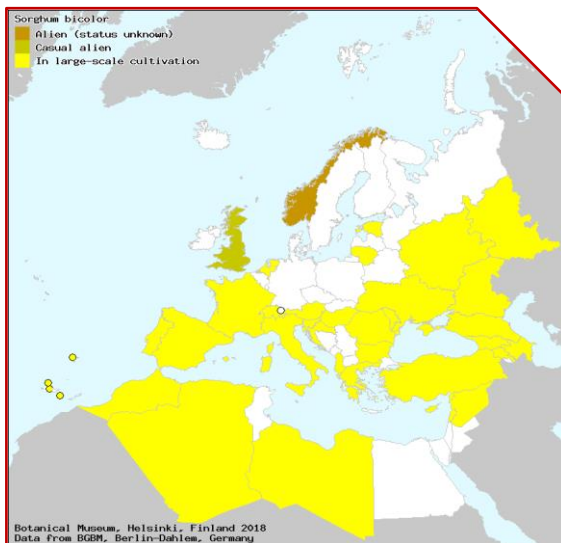 Sorghum bicolor
Alien (status unknown)
Casual alien
In large-scale cultivation
Botanical Museum, Helsinki, Finland 2018
Data from BGBM, Berlin-Dahlem, Germany